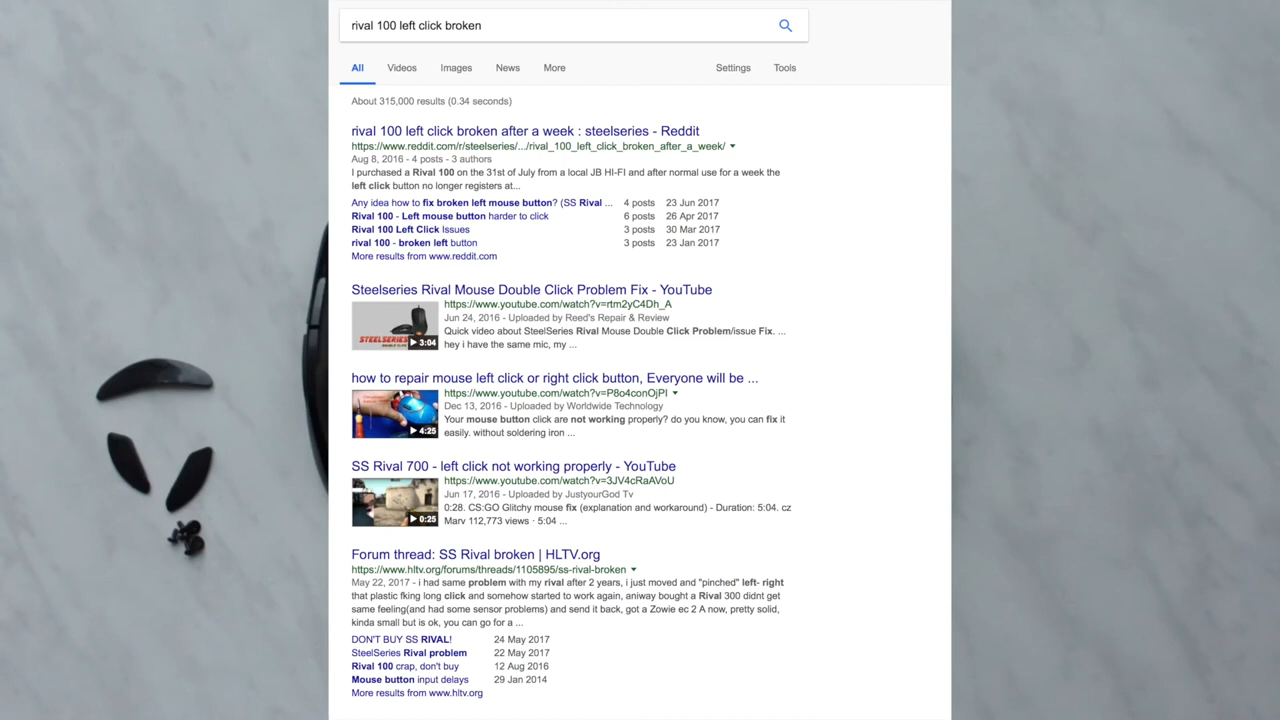 rival 100 left click broken
All Videos Images News More Settings Tools
About 315,000 results (0.34 seconds)
rival 100 left click broken after a week : steelseries - Reddit
https://www.reddit.com/r/steelseries/.../rival_100_left_click_broken_after_a_week/
Aug 8, 2016 - 4 posts - 3 authors
I purchased a Rival 100 on the 31st of July from a local JB HI-FI and after normal use for a week the
left click button no longer registers at...
Any idea how to fix broken left mouse button? (SS Rival ... 4 posts 23 Jun 2017
Rival 100 - Left mouse button harder to click 6 posts 26 Apr 2017
Rival 100 Left Click Issues 3 posts 30 Mar 2017
rival 100 - broken left button 3 posts 23 Jan 2017
More results from www.reddit.com
Steelseries Rival Mouse Double Click Problem Fix - YouTube
https://www.youtube.com/watch?v=rtm2yC4Dh_A
Jun 24, 2016 - Uploaded by Reed's Repair & Review
Quick video about SteelSeries Rival Mouse Double Click Problem/issue Fix. ...
hey i have the same mic, my ...
STEELSERIES
3:04
how to repair mouse left click or right click button, Everyone will be ...
https://www.youtube.com/watch?v=P8o4conOjPI
Dec 13, 2016 - Uploaded by Worldwide Technology
Your mouse button click are not working properly? do you know, you can fix it
easily. without soldering iron ...
4:25
SS Rival 700 - left click not working properly - YouTube
https://www.youtube.com/watch?v=3JV4cRaAVoU
Jun 17, 2016 - Uploaded by JustyourGod Tv
0:28. CS:GO Glitchy mouse fix (explanation and workaround) - Duration: 5:04. cz
Marv 112,773 views · 5:04 ...
0:25
Forum thread: SS Rival broken | HLTV.org
https://www.hltv.org/forums/threads/1105895/ss-rival-broken
May 22, 2017 - i had same problem with my rival after 2 years, i just moved and "pinched" left- right
that plastic fking long click and somehow started to work again, aniway bought a Rival 300 didnt get
same feeling(and had some sensor problems) and send it back, got a Zowie ec 2 A now, pretty solid,
kinda small but is ok, you can go for a ...
DON'T BUY SS RIVAL! 24 May 2017
SteelSeries Rival problem 22 May 2017
Rival 100 crap, don't buy 12 Aug 2016
Mouse button input delays 29 Jan 2014
More results from www.hltv.org